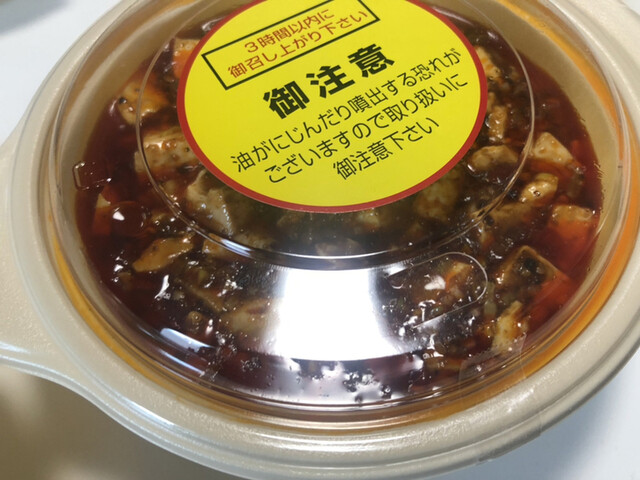 3時間以内に
御召し上がり下さい
御注意
油がにじんだり噴出する恐れが
ございますので取り扱いに
御注意下さい